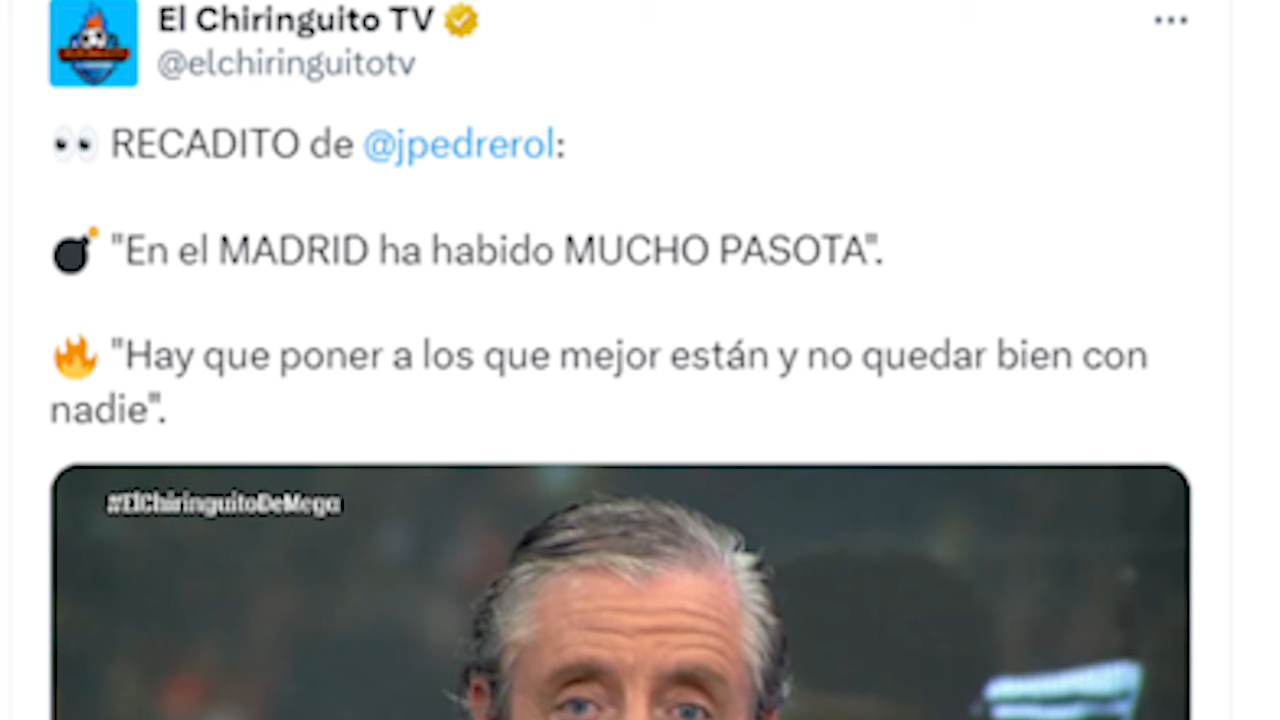 El Chiringuito TV
@elchiringuitotv
RECADITO de @jpedrerol:
"En el MADRID ha habido MUCHO PASOTA".
"Hay que poner a los que mejor están y no quedar bien con
nadie".
#ElChiringuitoDeMega